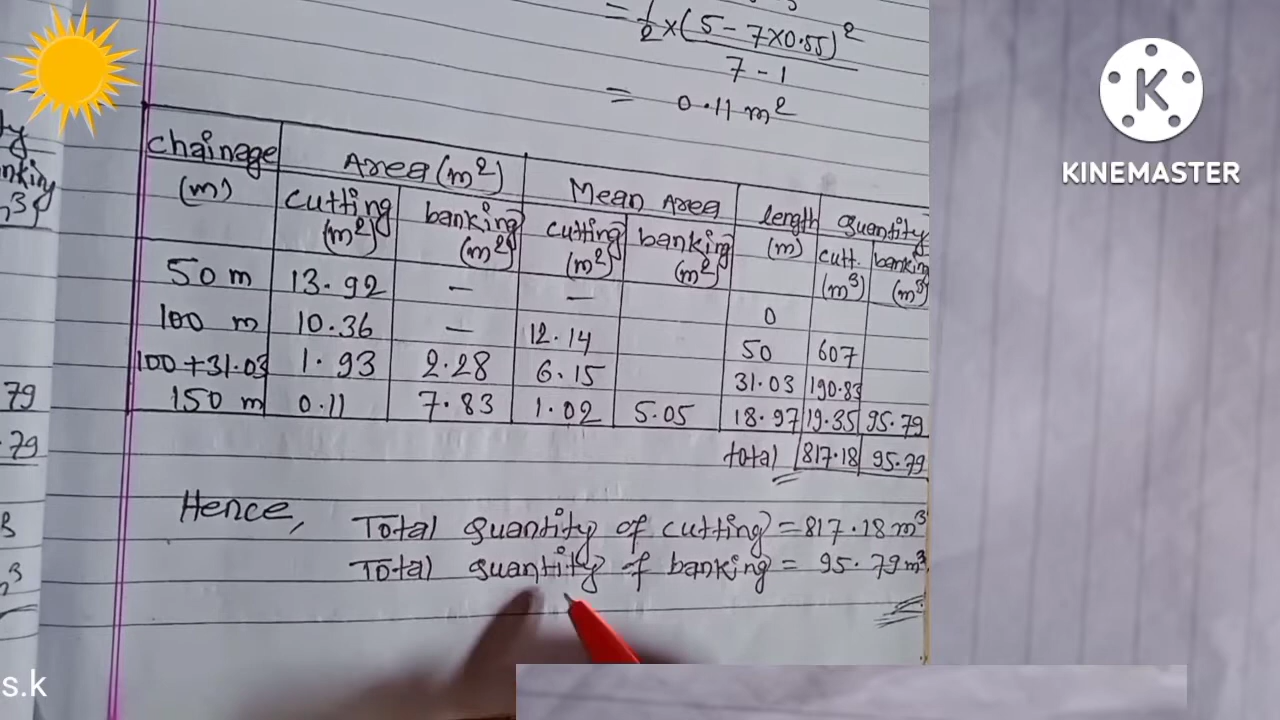 = 1/2 × (5 - 7×0.55)²
7 - 1
= 0.11 m²
KINEMASTER
79
.79
chainage (m) Area (m²) Mean Area length (m) quantity
cutting (m²) banking (m²) cutting (m²) banking (m²) cutt. (m³) banking (m³)
50 m 13.92 — — 0
100 m 10.36 — 12.14 50 607
100+31.03 1.93 2.28 6.15 31.03 190.83
150 m 0.11 7.83 1.02 5.05 18.97 19.35 95.79
total 817.18 95.79
Hence, Total quantity of cutting = 817.18 m³
Total quantity of banking = 95.79 m³
s.k